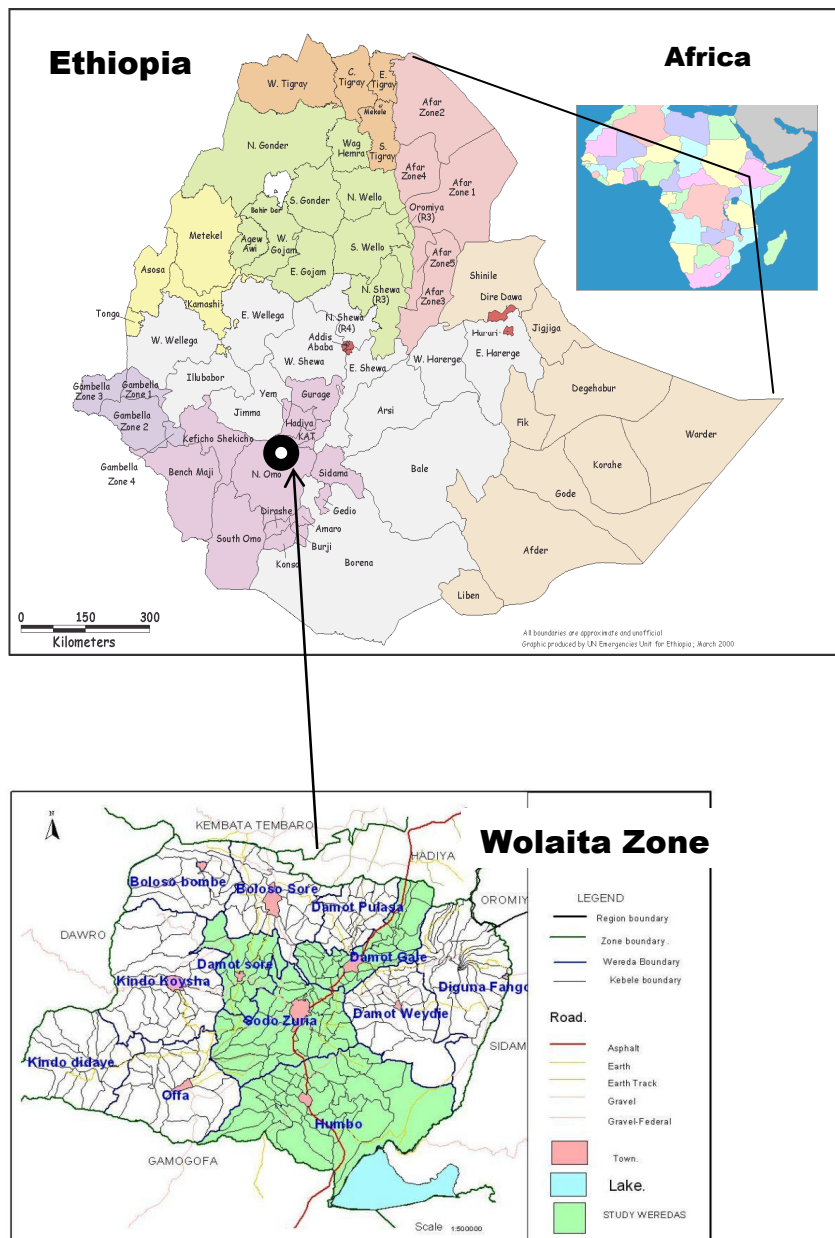 Ethiopia
Africa
W. Tigray
C.
Tigray
E.
Tigray
Mekele
S.
Tigray
Afar
Zone2
N. Gonder
Wag
Hemra
Afar
Zone4
Afar
Zone 1
Bahir Dar
S. Gonder
N. Wello
Oromiya
(R3)
Metekel
Agew
Awi
W.
Gojam
S. Wello
Afar
Zone5
Asosa
E. Gojam
N. Shewa
(R3)
Afar
Zone3
Shinile
Kamashi
Dire Dawa
Tongo
E. Wellega
N. Shewa
(R4)
Addis
Ababa
Harari
Jigjiga
W. Wellega
W. Shewa
E. Shewa
W. Harerge
E. Harerge
Gambella
Zone 3
Gambella
Zone 1
Illubabor
Yem
Gurage
Degehabur
Gambella
Zone 2
Jimma
Hadiya
KAT
Arsi
Fik
Warder
Keficho Shekicho
Gambella
Zone 4
Bench Maji
N. Omo
Sidama
Bale
Korahe
Gode
Dirashe
Gedio
South Omo
Amaro
Burji
Konso
Borena
Afder
Liben
0 150 300
Kilometers
All boundaries are approximate and unofficial
Graphic produced by UN Emergencies Unit for Ethiopia; March 2000
Wolaita Zone
N
KEMBATA TEMBARO
HADIYA
OROMIY
DAWRO
SIDAM
GAMOGOFA
Boloso bombe
Boloso Sore
Damot Pulasa
Damot sore
Damot Gale
Kindo Koysha
Diguna Fango
Sodo Zuria
Damot Weydie
Kindo didaye
Offa
Humbo
Scale 1:500000
LEGEND
Region boundary
Zone boundary.
Wereda Boundary
Kebele boundary
Road.
Asphalt
Earth
Earth Track
Gravel
Gravel-Federal
Town.
Lake.
STUDY WEREDAS